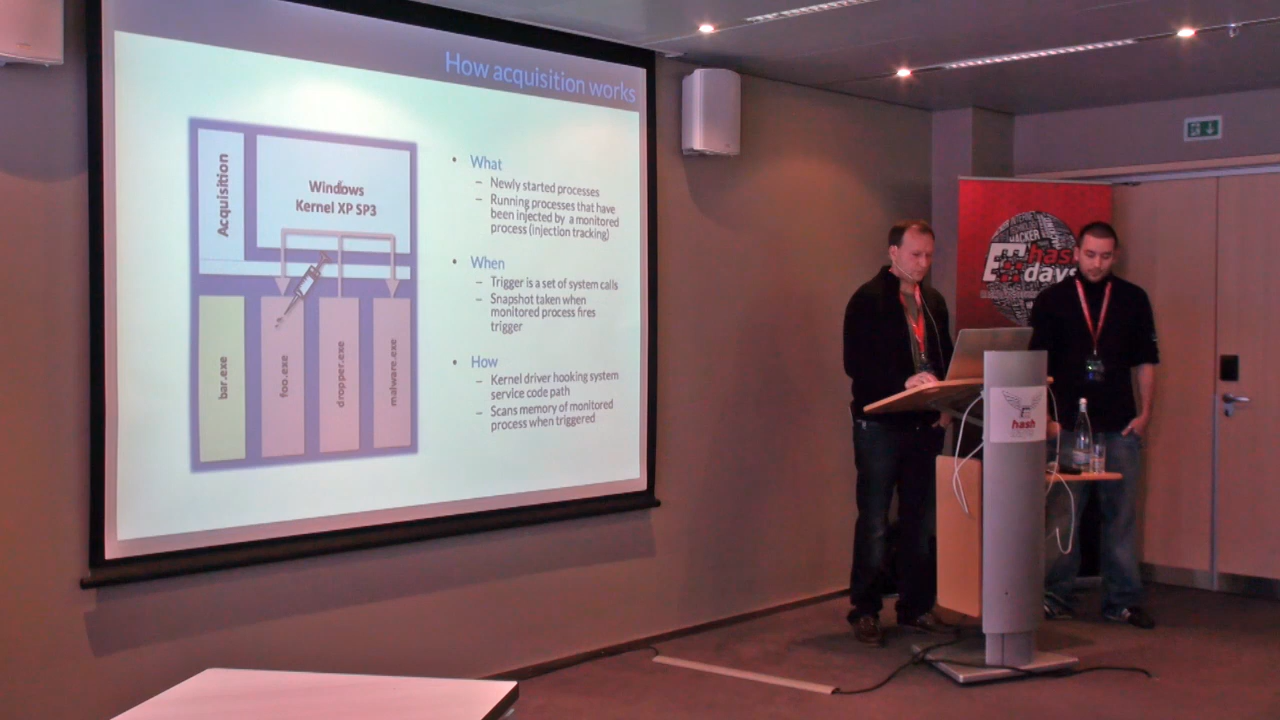 How acquisition works
Acquisition
Windows
Kernel XP SP3
bar.exe
foo.exe
dropper.exe
malware.exe
• What
– Newly started processes
– Running processes that have
been injected by a monitored
process (injection tracking)
• When
– Trigger is a set of system calls
– Snapshot taken when
monitored process fires
trigger
• How
– Kernel driver hooking system
service code path
– Scans memory of monitored
process when triggered
HACKER
has
days
hash